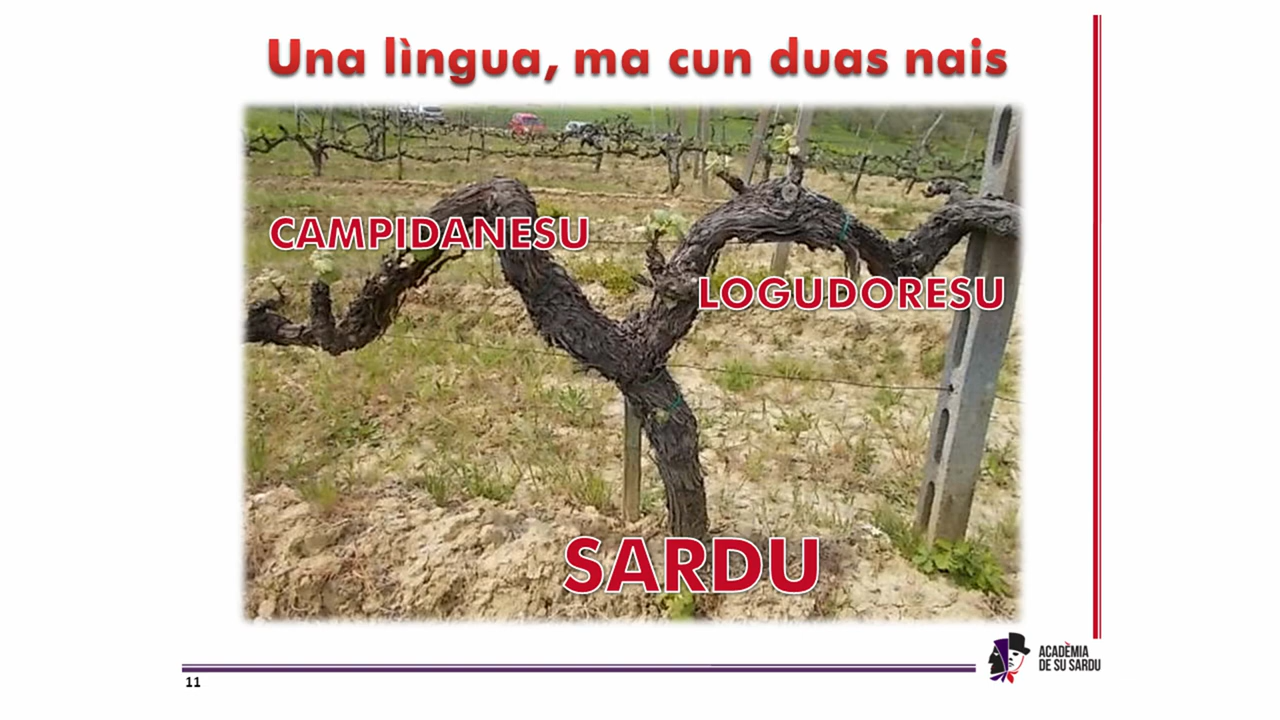 Una lìngua, ma cun duas nais
CAMPIDANESU
LOGUDORESU
SARDU
ACADÈMIA
DE SU SARDU
11